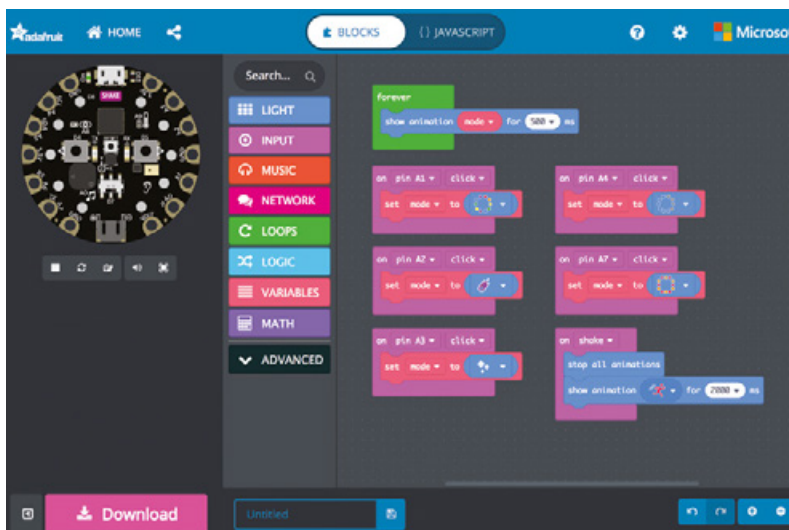 adafruit
HOME
BLOCKS
{} JAVASCRIPT
Microso
SHAKE
Search...
LIGHT
INPUT
MUSIC
NETWORK
LOOPS
LOGIC
VARIABLES
MATH
ADVANCED
forever
show animation mode for 500 ms
on pin A1 click
set mode to
on pin A4 click
set mode to
on pin A2 click
set mode to
on pin A7 click
set mode to
on pin A3 click
set mode to
on shake
stop all animations
show animation for 2000 ms
Download
Untitled